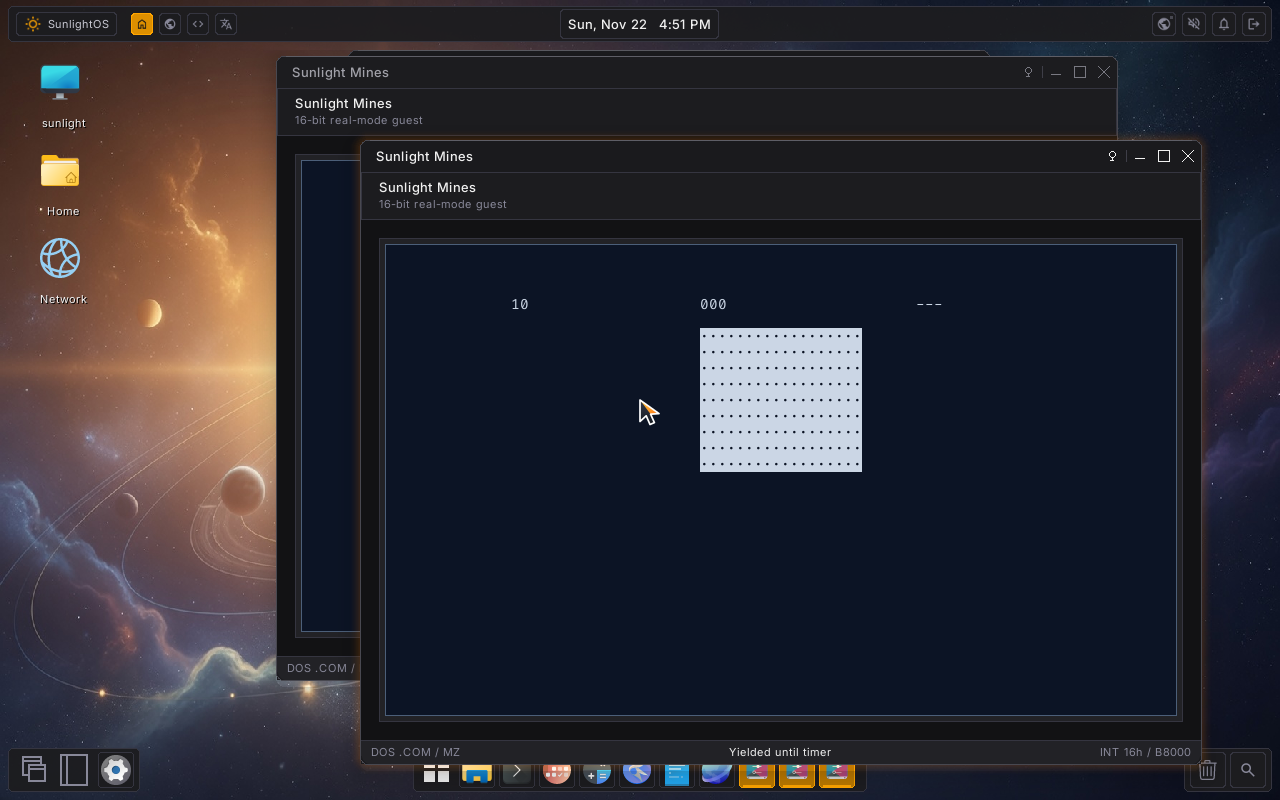 SunlightOS
Sun, Nov 22 4:51 PM
sunlight
Home
Network
Sunlight Mines
Sunlight Mines
16-bit real-mode guest
DOS .COM /
Sunlight Mines
Sunlight Mines
16-bit real-mode guest
10 000 ---
DOS .COM / MZ Yielded until timer INT 16h / B8000